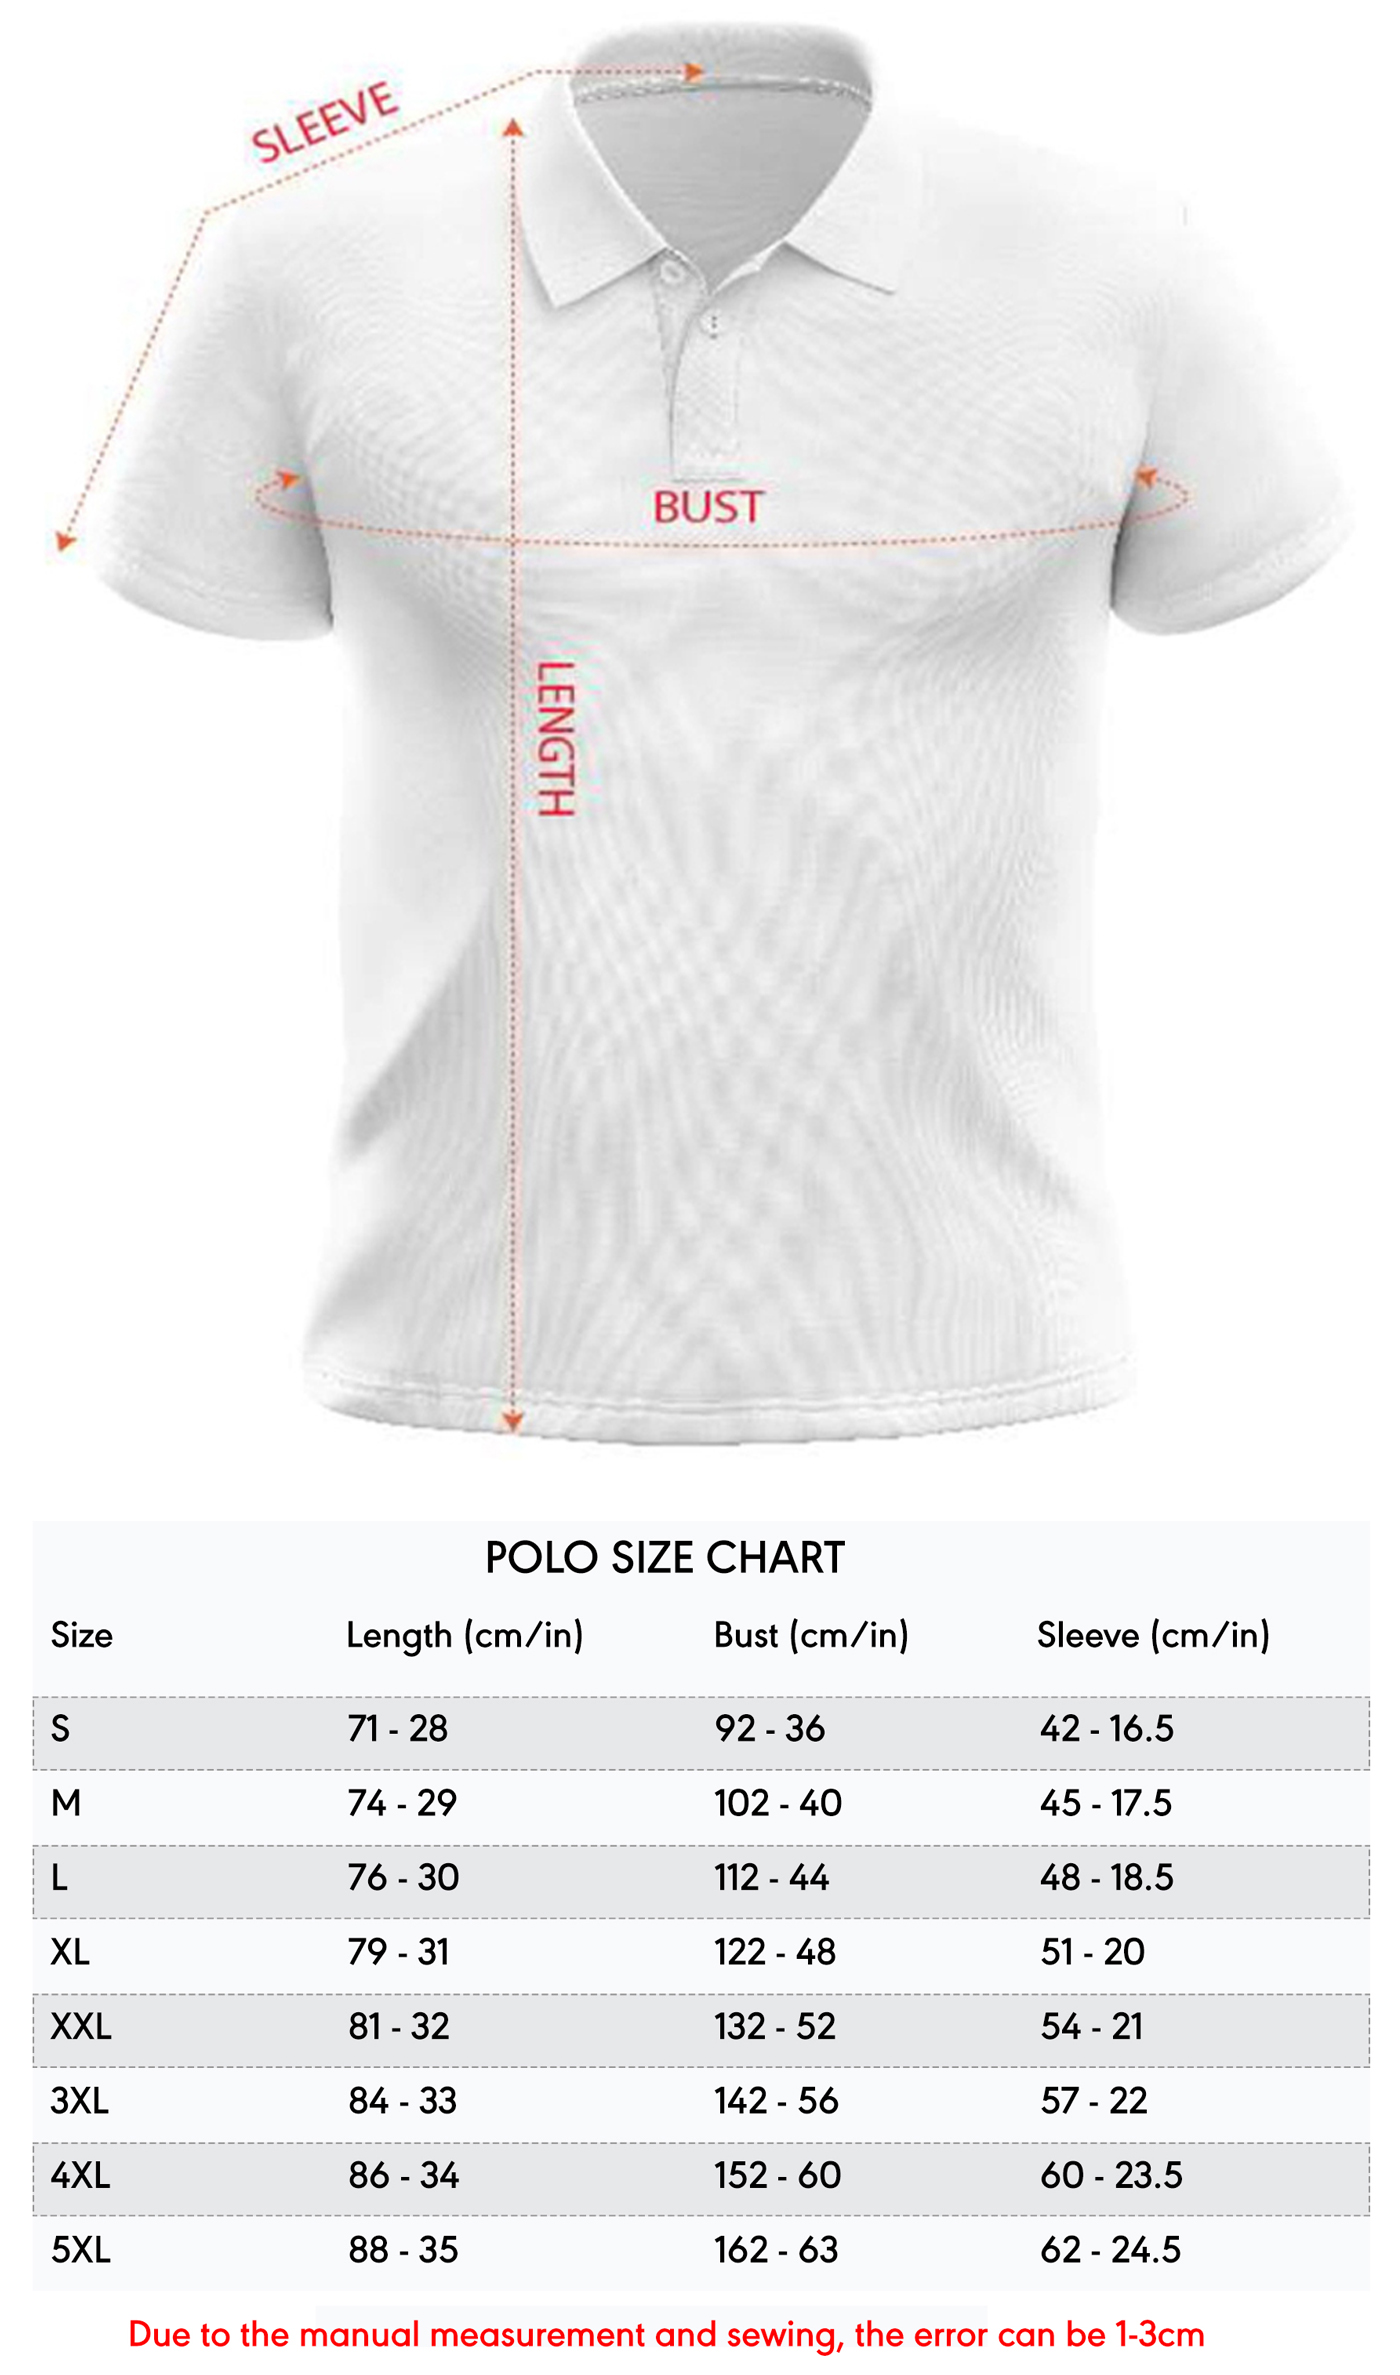 SLEEVE
BUST
LENGTH
POLO SIZE CHART
Size Length (cm/in) Bust (cm/in) Sleeve (cm/in)
S 71 - 28 92 - 36 42 - 16.5
M 74 - 29 102 - 40 45 - 17.5
L 76 - 30 112 - 44 48 - 18.5
XL 79 - 31 122 - 48 51 - 20
XXL 81 - 32 132 - 52 54 - 21
3XL 84 - 33 142 - 56 57 - 22
4XL 86 - 34 152 - 60 60 - 23.5
5XL 88 - 35 162 - 63 62 - 24.5
Due to the manual measurement and sewing, the error can be 1-3cm